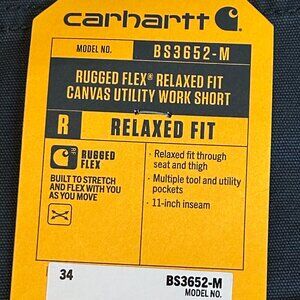 carhartt
MODEL NO. BS3652-M
RUGGED FLEX® RELAXED FIT
CANVAS UTILITY WORK SHORT
R RELAXED FIT
RUGGED
FLEX
BUILT TO STRETCH
AND FLEX WITH YOU
AS YOU MOVE
· Relaxed fit through
seat and thigh
· Multiple tool and utility
pockets
· 11-inch inseam
34 BS3652-M
MODEL NO.